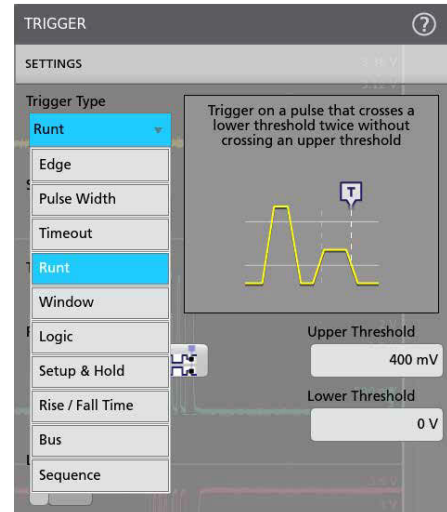 TRIGGER
?
SETTINGS
Trigger Type
Runt
Edge
Pulse Width
Timeout
Runt
Window
Logic
Setup & Hold
Rise / Fall Time
Bus
Sequence
Trigger on a pulse that crosses a
lower threshold twice without
crossing an upper threshold
T
Upper Threshold
400 mV
Lower Threshold
0 V